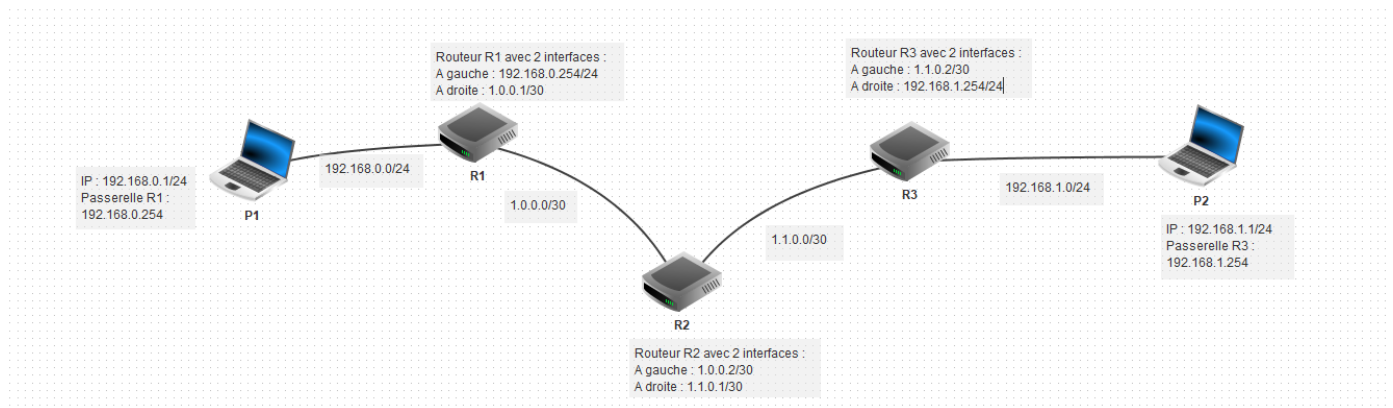 Routeur R1 avec 2 interfaces :
A gauche : 192.168.0.254/24
A droite : 1.0.0.1/30
Routeur R3 avec 2 interfaces :
A gauche : 1.1.0.2/30
A droite : 192.168.1.254/24
IP : 192.168.0.1/24
Passerelle R1 :
192.168.0.254
P1
192.168.0.0/24
R1
1.0.0.0/30
R2
Routeur R2 avec 2 interfaces :
A gauche : 1.0.0.2/30
A droite : 1.1.0.1/30
1.1.0.0/30
R3
192.168.1.0/24
P2
IP : 192.168.1.1/24
Passerelle R3 :
192.168.1.254